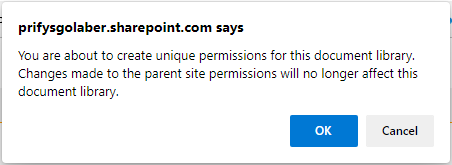 prifysgolaber.sharepoint.com says
You are about to create unique permissions for this document library.
Changes made to the parent site permissions will no longer affect this
document library.
OK
Cancel